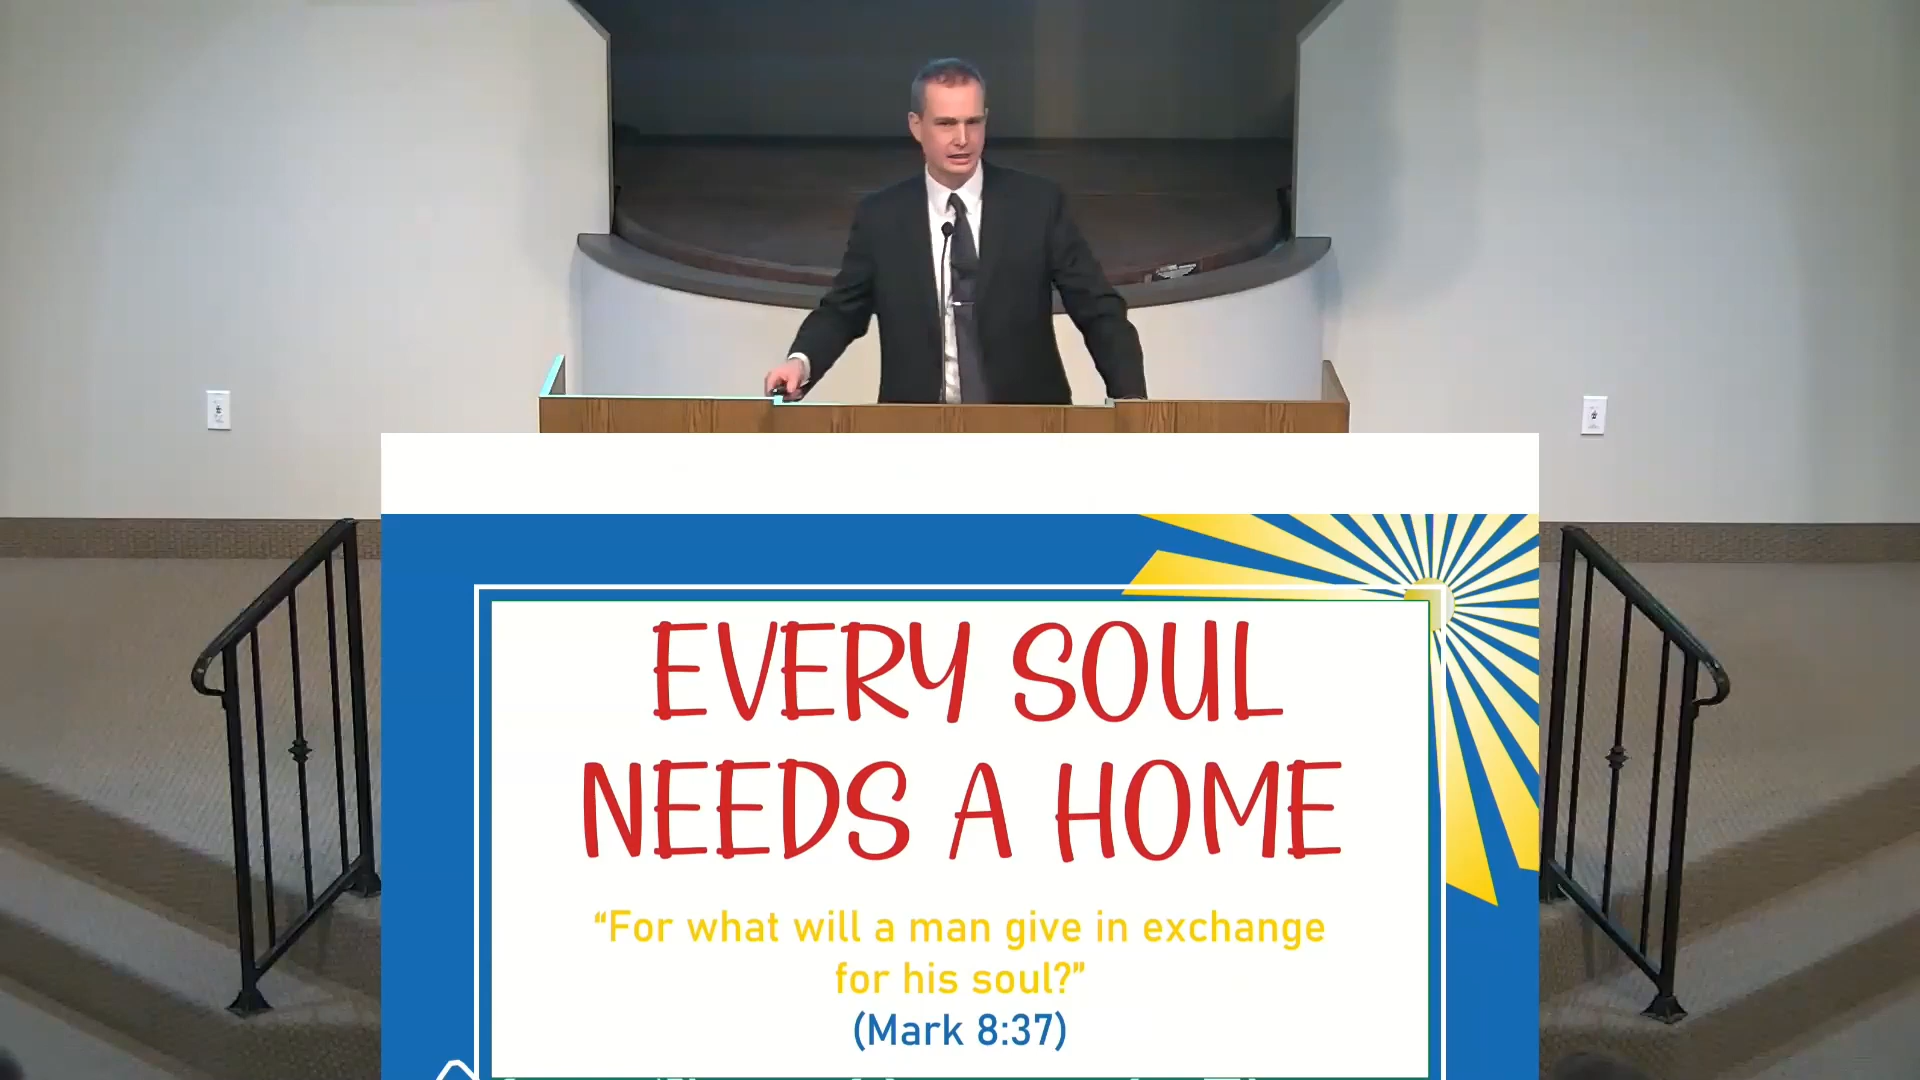 EVERY SOUL
NEEDS A HOME
“For what will a man give in exchange
for his soul?”
(Mark 8:37)